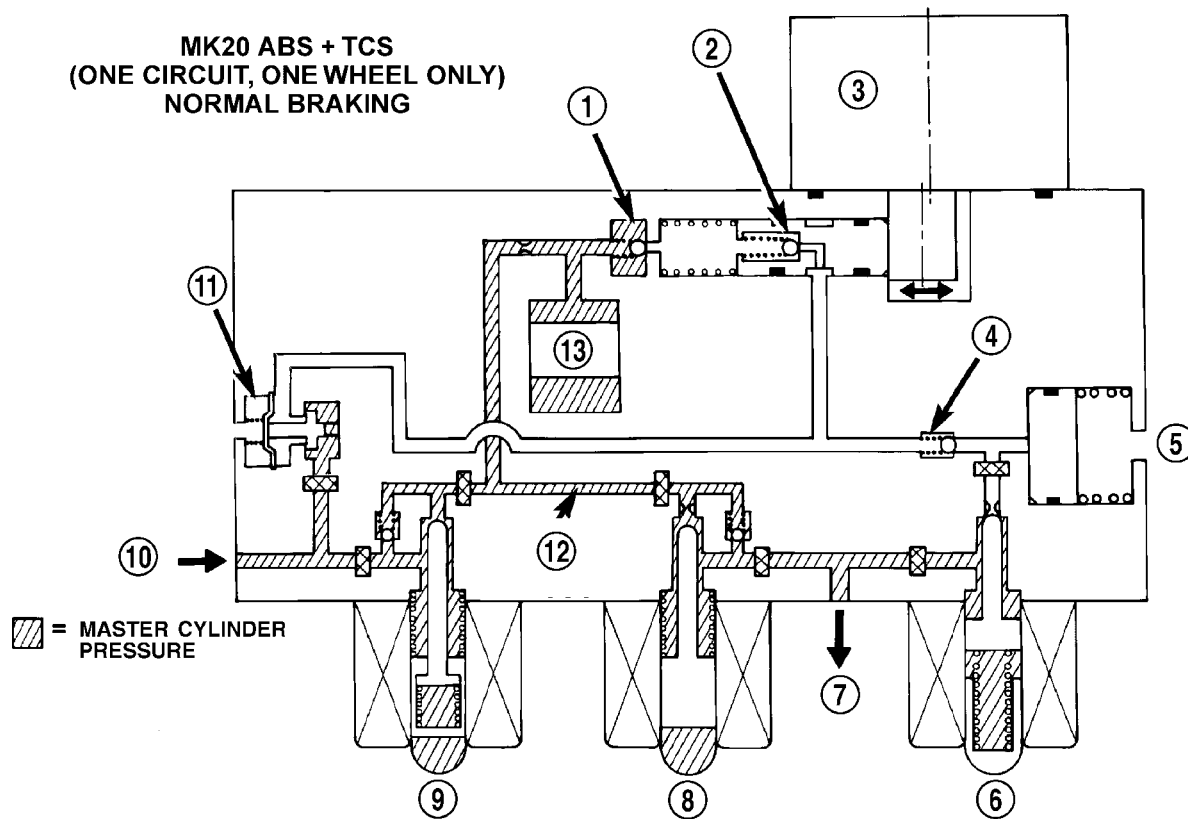 MK20 ABS + TCS
(ONE CIRCUIT, ONE WHEEL ONLY)
NORMAL BRAKING
1
2
3
11
13
4
5
10
12
= MASTER CYLINDER
PRESSURE
7
9
8
6